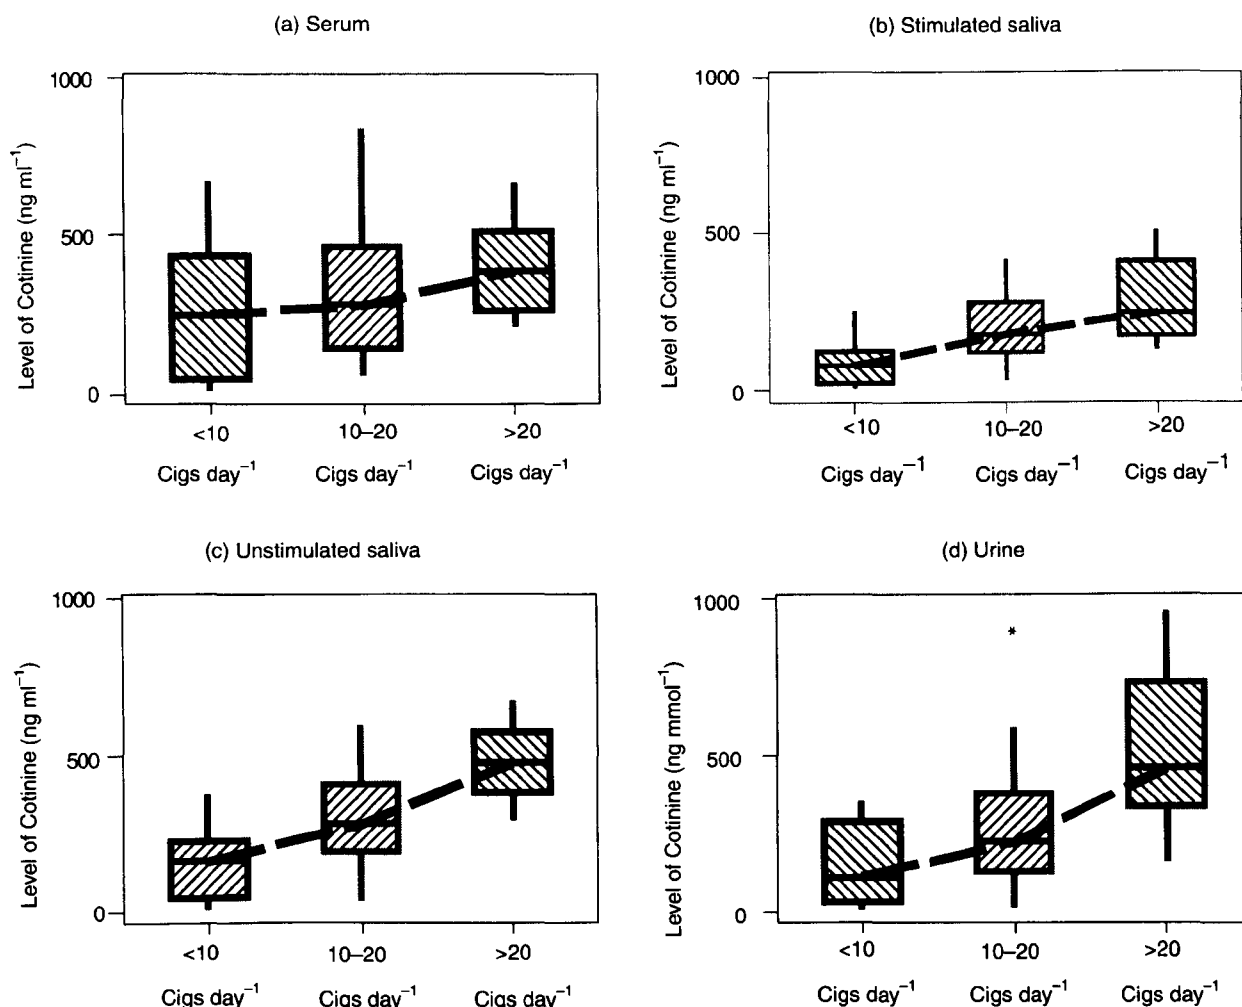 (a) Serum
Level of Cotinine (ng ml⁻¹)
1000
500
0
<10
10–20
>20
Cigs day⁻¹
Cigs day⁻¹
Cigs day⁻¹
(b) Stimulated saliva
Level of Cotinine (ng ml⁻¹)
1000
500
0
<10
10–20
>20
Cigs day⁻¹
Cigs day⁻¹
Cigs day⁻¹
(c) Unstimulated saliva
Level of Cotinine (ng ml⁻¹)
1000
500
0
<10
10–20
>20
Cigs day⁻¹
Cigs day⁻¹
Cigs day⁻¹
(d) Urine
Level of Cotinine (ng mmol⁻¹)
1000
500
0
*
<10
10–20
>20
Cigs day⁻¹
Cigs day⁻¹
Cigs day⁻¹